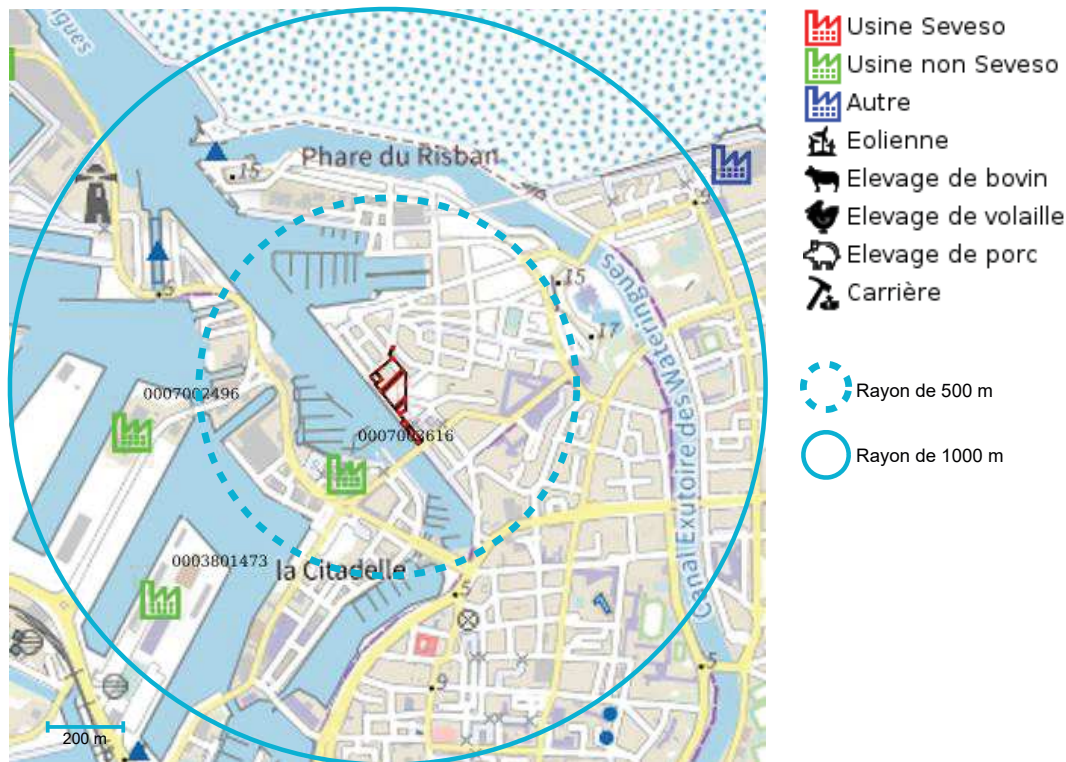 Usine Seveso
Usine non Seveso
Autre
Eolienne
Elevage de bovin
Elevage de volaille
Elevage de porc
Carrière
Rayon de 500 m
Rayon de 1000 m
gues
Phare du Risban
15
9
5
15
17
Canal Exutoire des Wateringues
0007002496
0007003616
0003801473
la Citadelle
5
5
9
200 m